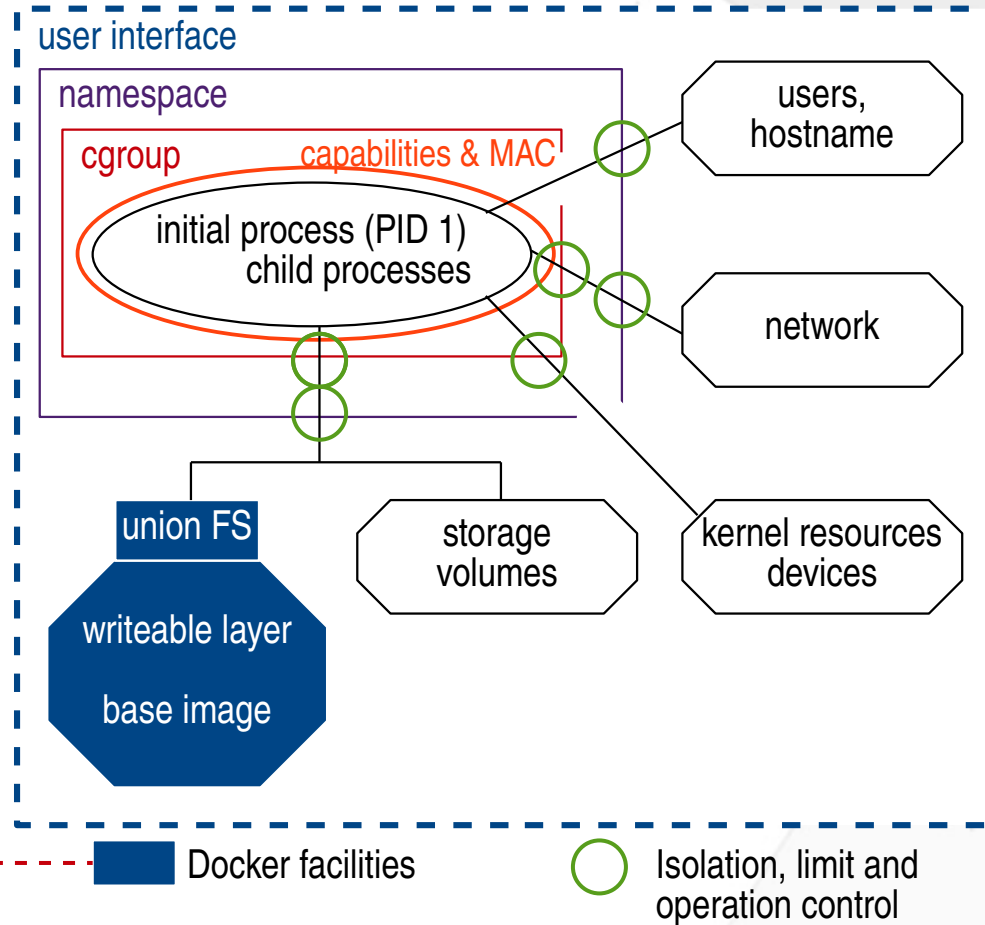 user interface
namespace
cgroup
capabilities & MAC
initial process (PID 1)
child processes
users,
hostname
network
union FS
writeable layer
base image
storage
volumes
kernel resources
devices
Docker facilities
Isolation, limit and
operation control